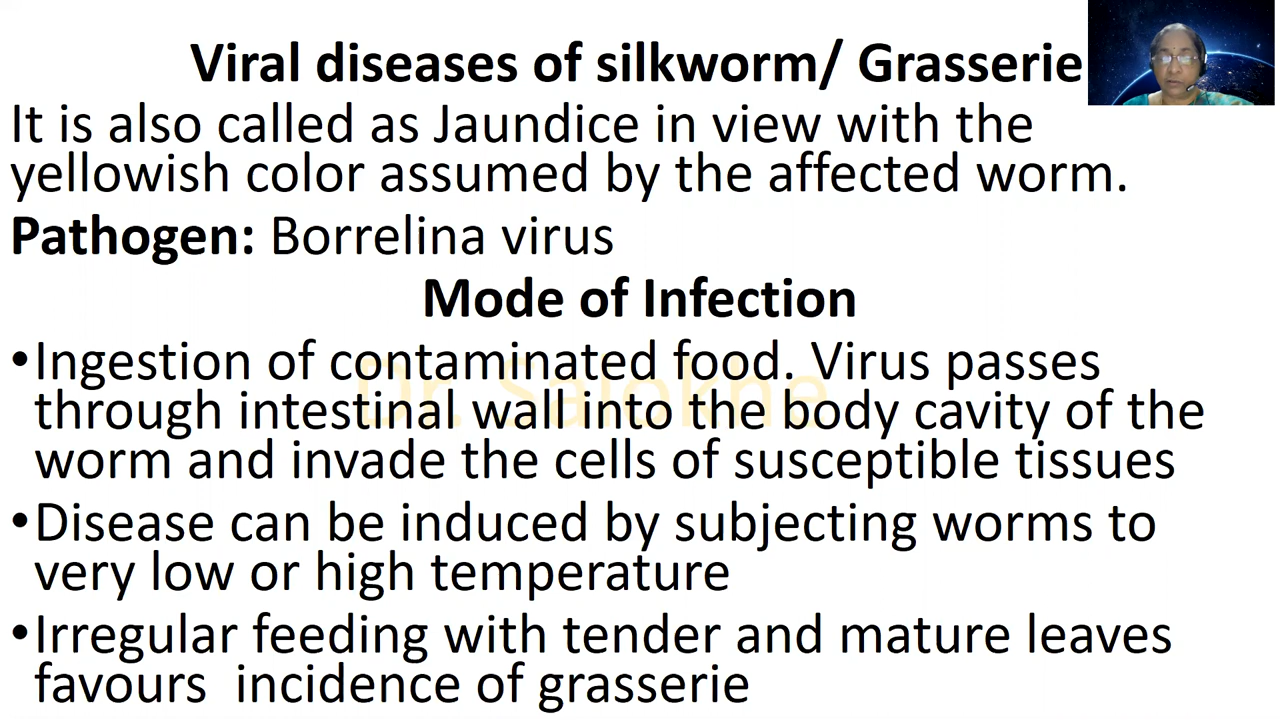 Viral diseases of silkworm/ Grasserie
It is also called as Jaundice in view with the
yellowish color assumed by the affected worm.
Pathogen: Borrelina virus
Mode of Infection
•Ingestion of contaminated food. Virus passes
through intestinal wall into the body cavity of the
worm and invade the cells of susceptible tissues
•Disease can be induced by subjecting worms to
very low or high temperature
•Irregular feeding with tender and mature leaves
favours  incidence of grasserie
Dr. Salokhe